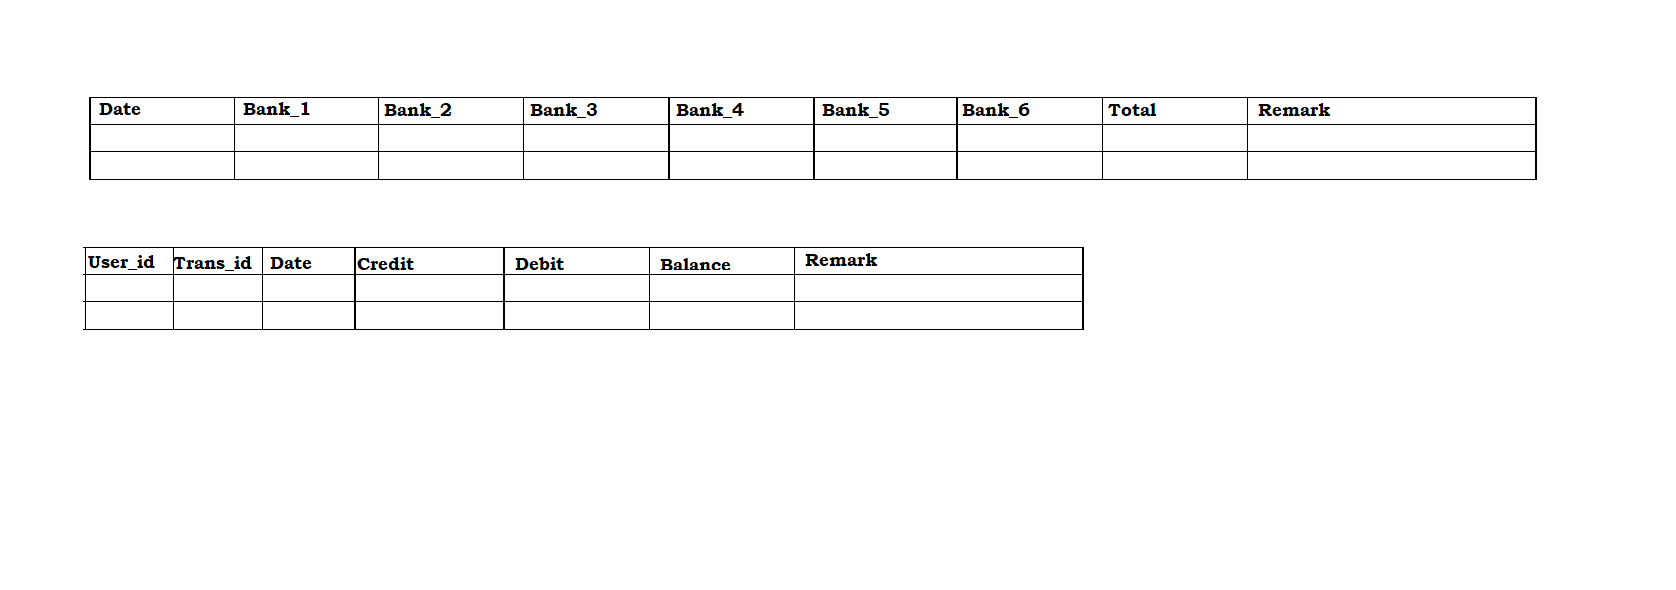 Date Bank_1 Bank_2 Bank_3 Bank_4 Bank_5 Bank_6 Total Remark
User_id Trans_id Date Credit Debit Balance Remark